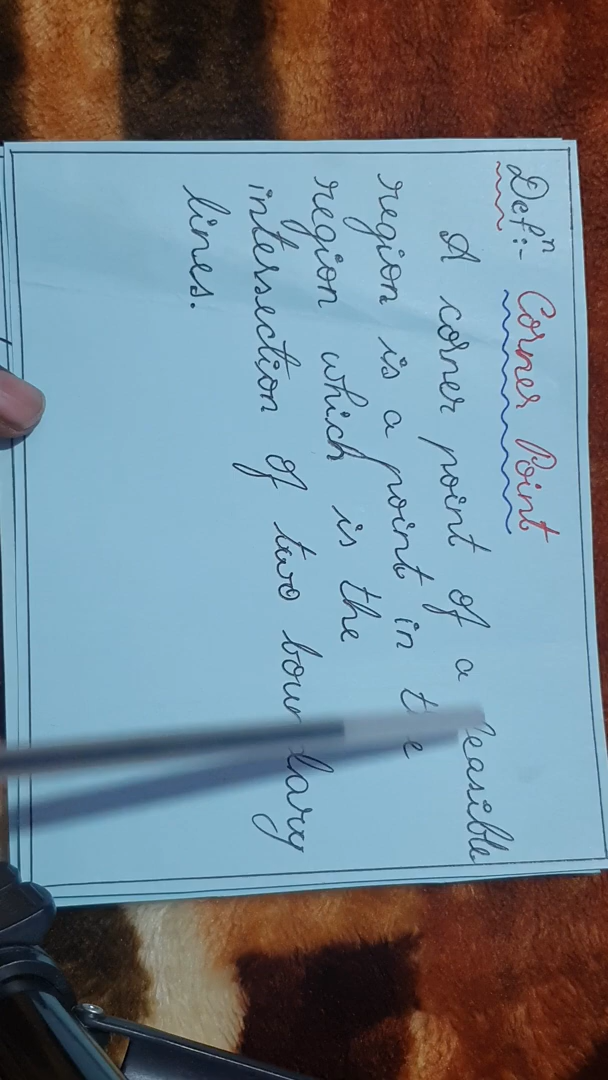 Defⁿ:- Corner Point
A corner point of a feasible
region is a point in the
region which is the
intersection of two boundary
lines.